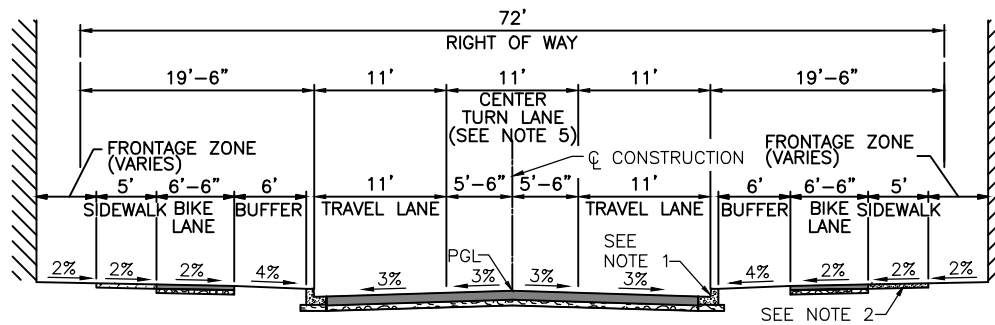 72'
RIGHT OF WAY
19'-6" 11' 11' 11' 19'-6"
CENTER
TURN LANE
(SEE NOTE 5)
FRONTAGE ZONE
(VARIES)
℄ CONSTRUCTION
FRONTAGE ZONE
(VARIES)
5' 6'-6" 6' 11' 5'-6" 5'-6" 11' 6' 6'-6" 5'
SIDEWALK BIKE LANE BUFFER TRAVEL LANE TRAVEL LANE BUFFER BIKE LANE SIDEWALK
PGL
SEE
NOTE 1
2% 2% 2% 4% 3% 3% 3% 3% 4% 2% 2% 2%
SEE NOTE 2